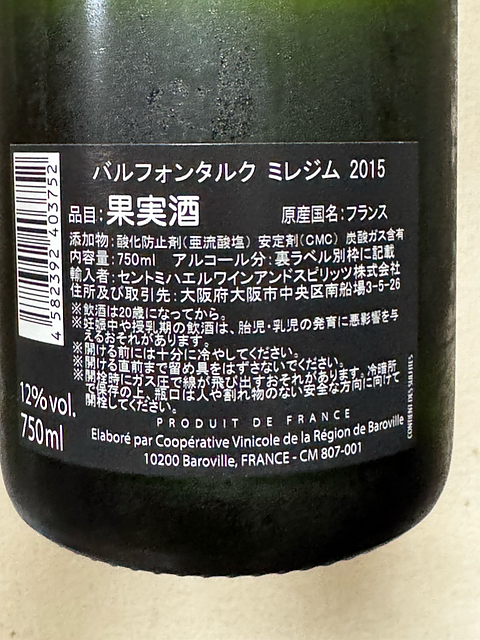 バルフォンタルク ミレジム 2015
品目:果実酒 原産国名:フランス
添加物:酸化防止剤(亜流酸塩) 安定剤(CMC) 炭酸ガス含有
内容量:750ml アルコール分:裏ラベル別枠に記載
輸入者:セントミハエルワインアンドスピリッツ株式会社
住所及び取引先:大阪府大阪市中央区南船場3-5-26
※飲酒は20歳になってから。
※妊娠中や授乳期の飲酒は、胎児・乳児の発育に悪影響を与
えるおそれがあります。
※開ける前には十分に冷やしてください。
※開ける直前まで留め具をはずさないでください。
※開栓時にガス圧で線が飛び出すおそれがあります。冷暗所
で保存の上、瓶口は人や割れ物のない安全な方向に向けて
開栓してください。
4 582392 403752
12%vol.
750ml
PRODUIT DE FRANCE
Elaboré par Coopérative Vinicole de la Région de Baroville
10200 Baroville, FRANCE - CM 807-001
CONTIENT DES SULFITES